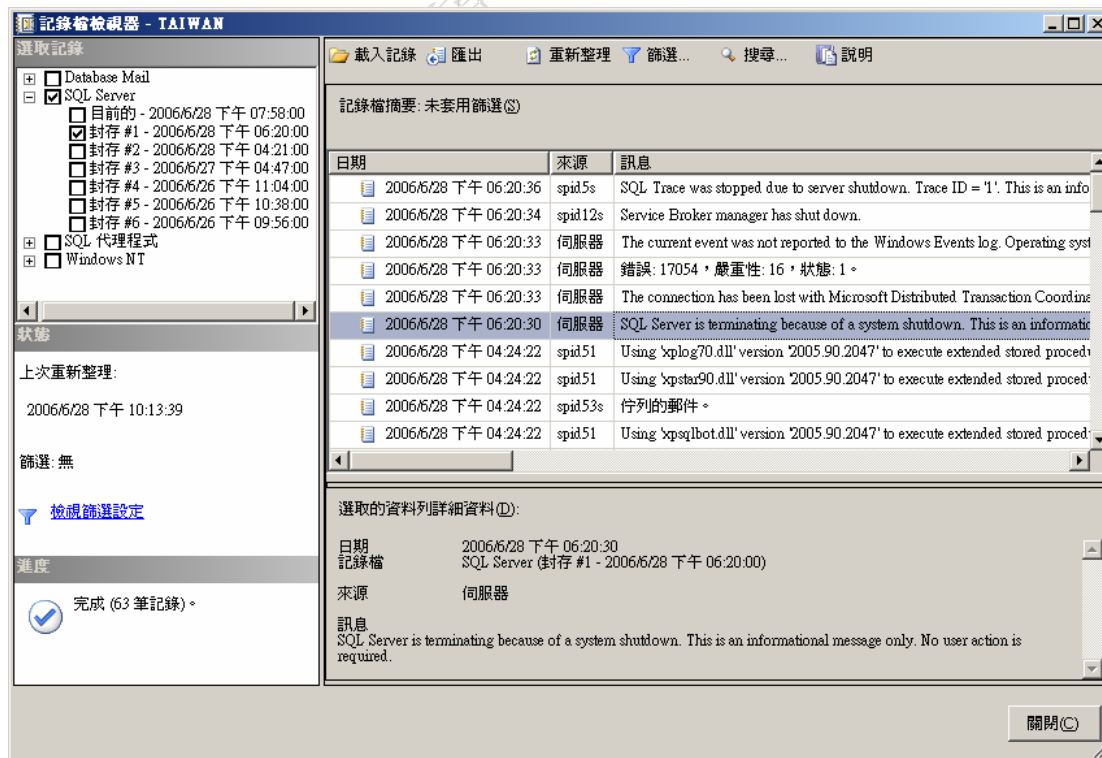 記錄檔檢視器 - TAIWAN
選取記錄
Database Mail
SQL Server
目前的 - 2006/6/28 下午 07:58:00
封存 #1 - 2006/6/28 下午 06:20:00
封存 #2 - 2006/6/28 下午 04:21:00
封存 #3 - 2006/6/27 下午 04:47:00
封存 #4 - 2006/6/26 下午 11:04:00
封存 #5 - 2006/6/26 下午 10:38:00
封存 #6 - 2006/6/26 下午 09:56:00
SQL 代理程式
Windows NT
狀態
上次重新整理:
2006/6/28 下午 10:13:39
篩選: 無
檢視篩選設定
進度
完成 (63 筆記錄)。
載入記錄 匯出 重新整理 篩選... 搜尋... 說明
記錄檔摘要: 未套用篩選(S)
日期 來源 訊息
2006/6/28 下午 06:20:36 spid5s SQL Trace was stopped due to server shutdown. Trace ID = '1'. This is an info
2006/6/28 下午 06:20:34 spid12s Service Broker manager has shut down.
2006/6/28 下午 06:20:33 伺服器 The current event was not reported to the Windows Events log. Operating syst
2006/6/28 下午 06:20:33 伺服器 錯誤: 17054，嚴重性: 16，狀態: 1。
2006/6/28 下午 06:20:33 伺服器 The connection has been lost with Microsoft Distributed Transaction Coordina
2006/6/28 下午 06:20:30 伺服器 SQL Server is terminating because of a system shutdown. This is an informatic
2006/6/28 下午 04:24:22 spid51 Using 'xplog70.dll' version '2005.90.2047' to execute extended stored procedu
2006/6/28 下午 04:24:22 spid51 Using 'xpstar90.dll' version '2005.90.2047' to execute extended stored proced
2006/6/28 下午 04:24:22 spid53s 佇列的郵件。
2006/6/28 下午 04:24:22 spid51 Using 'xpsqlbot.dll' version '2005.90.2047' to execute extended stored proced
選取的資料列詳細資料(D):
日期 2006/6/28 下午 06:20:30
記錄檔 SQL Server (封存 #1 - 2006/6/28 下午 06:20:00)
來源 伺服器
訊息
SQL Server is terminating because of a system shutdown. This is an informational message only. No user action is
required.
關閉(C)